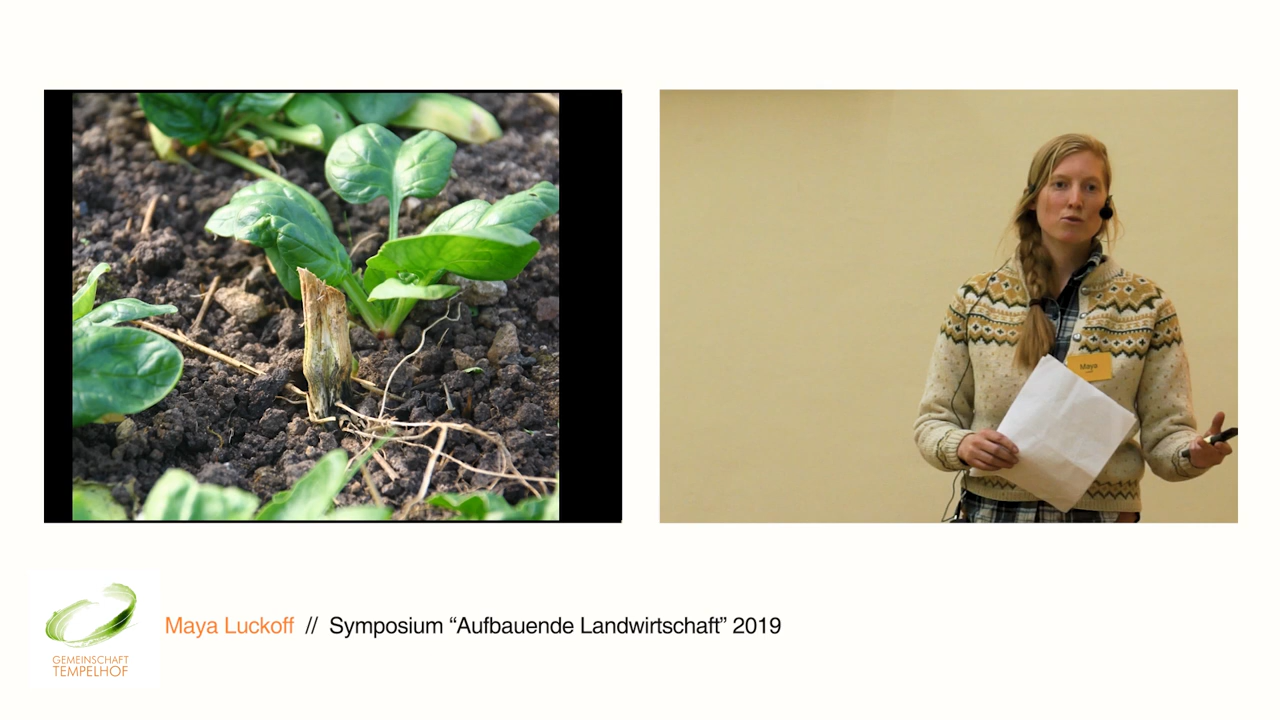 Maya
GEMEINSCHAFT
TEMPELHOF
Maya Luckoff // Symposium “Aufbauende Landwirtschaft” 2019